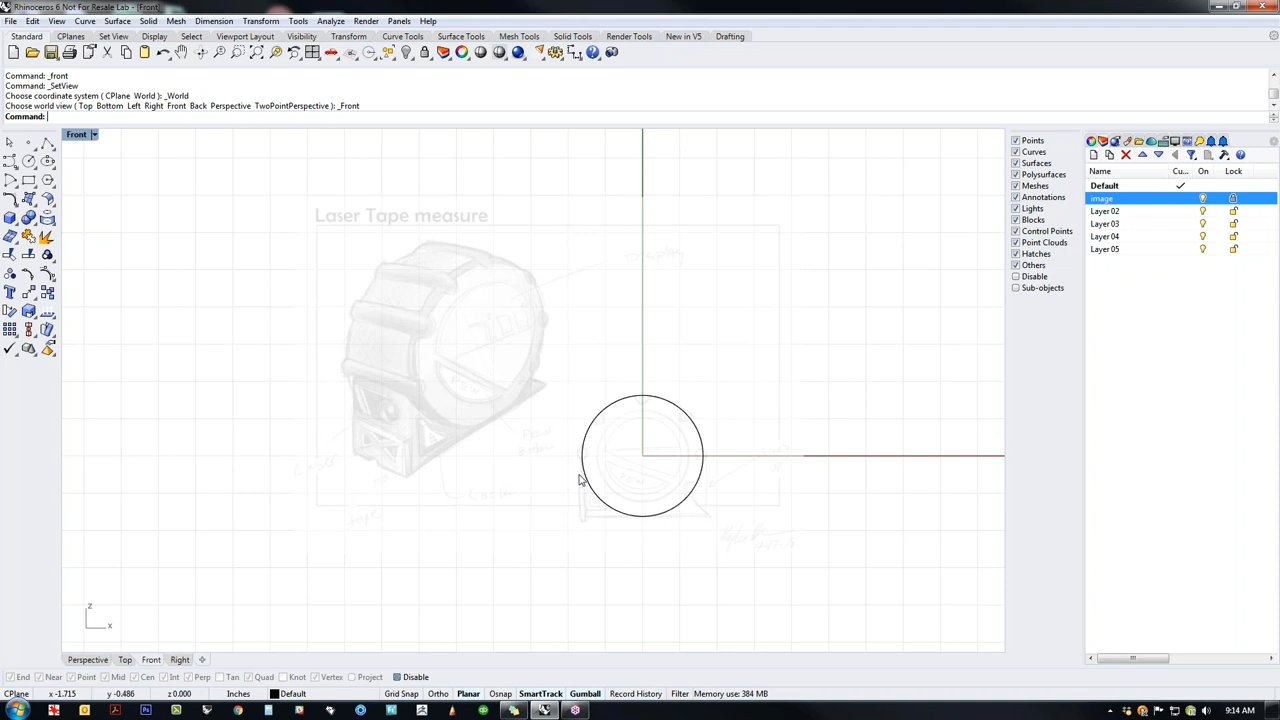 Rhinoceros 6 Not For Resale Lab - [Front]
File Edit View Curve Surface Solid Mesh Dimension Transform Tools Analyze Render Panels Help
Standard CPlanes Set View Display Select Viewport Layout Visibility Transform Curve Tools Surface Tools Mesh Tools Solid Tools Render Tools New in V5 Drafting
Command: _front
Command: _SetView
Choose coordinate system ( CPlane World ): _World
Choose world view ( Top Bottom Left Right Front Back Perspective TwoPointPerspective ): _Front
Command:
Front
Laser Tape measure
Laser
tape
z
x
Points
Curves
Surfaces
Polysurfaces
Meshes
Annotations
Lights
Blocks
Control Points
Point Clouds
Hatches
Others
Disable
Sub-objects
Name Cu... On Lock
Default
image
Layer 02
Layer 03
Layer 04
Layer 05
Perspective Top Front Right
End Near Point Mid Cen Int Perp Tan Quad Knot Vertex Project Disable
CPlane x -1.715 y -0.486 z 0.000 Inches Default Grid Snap Ortho Planar Osnap SmartTrack Gumball Record History Filter Memory use: 384 MB
9:14 AM